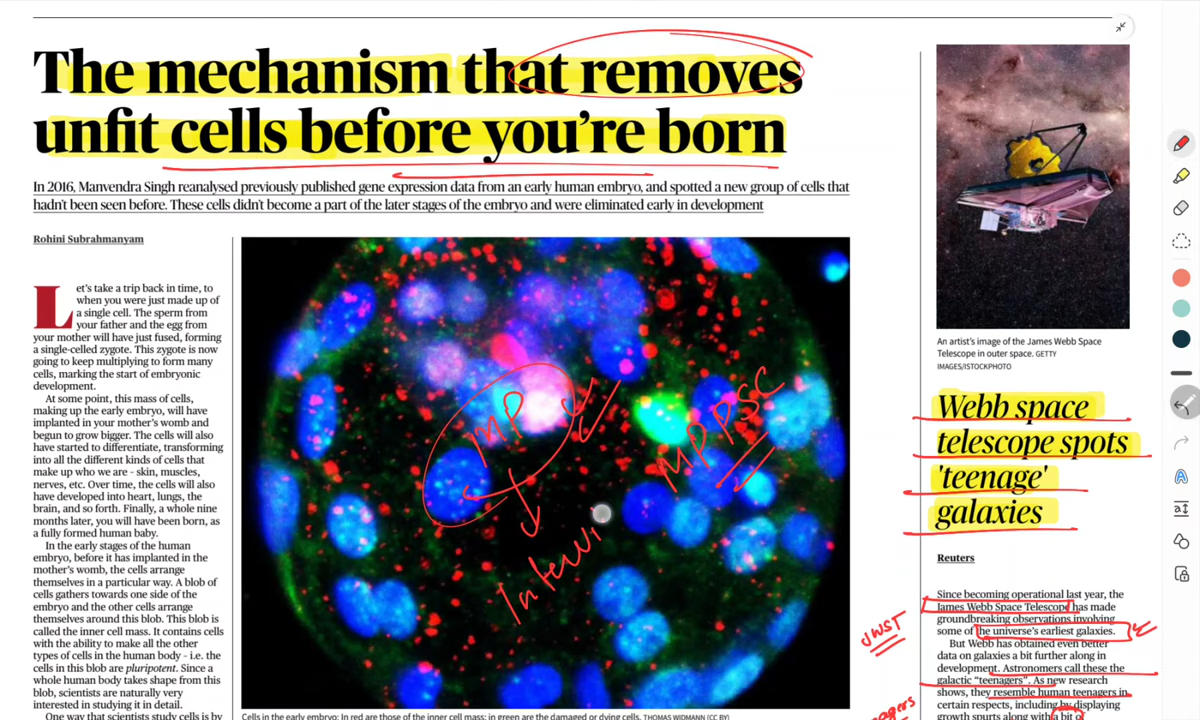 The mechanism that removes
unfit cells before you're born
In 2016, Manvendra Singh reanalysed previously published gene expression data from an early human embryo, and spotted a new group of cells that
hadn't been seen before. These cells didn't become a part of the later stages of the embryo and were eliminated early in development
Rohini Subrahmanyam
Let's take a trip back in time, to
when you were just made up of
a single cell. The sperm from
your father and the egg from
your mother will have just fused, forming
a single-celled zygote. This zygote is now
going to keep multiplying to form many
cells, marking the start of embryonic
development.
At some point, this mass of cells,
making up the early embryo, will have
implanted in your mother's womb and
begun to grow bigger. The cells will also
have started to differentiate, transforming
into all the different kinds of cells that
make up who we are - skin, muscles,
nerves, etc. Over time, the cells will also
have developed into heart, lungs, the
brain, and so forth. Finally, a whole nine
months later, you will have been born, as
a fully formed human baby.
In the early stages of the human
embryo, before it has implanted in the
mother's womb, the cells arrange
themselves in a particular way. A blob of
cells gathers towards one side of the
embryo and the other cells arrange
themselves around this blob. This blob is
called the inner cell mass. It contains cells
with the ability to make all the other
types of cells in the human body - i.e. the
cells in this blob are pluripotent. Since a
whole human body takes shape from this
blob, scientists are naturally very
interested in studying it in detail.
One way that scientists study cells is by
MP
MPPSC
Intervi
Cells in the early embryo: In red are those of the inner cell mass; in green are the damaged or dying cells. THOMAS WIDMANN (CC BY)
An artist's image of the James Webb Space
Telescope in outer space. GETTY
IMAGES/ISTOCKPHOTO
Webb space
telescope spots
'teenage'
galaxies
Reuters
Since becoming operational last year, the
James Webb Space Telescope has made
groundbreaking observations involving
some of the universe's earliest galaxies.
JWST
But Webb has obtained even better
data on galaxies a bit further along in
development. Astronomers call these the
galactic "teenagers". As new research
shows, they resemble human teenagers in
certain respects, including by displaying
growth spurts along with a bit of